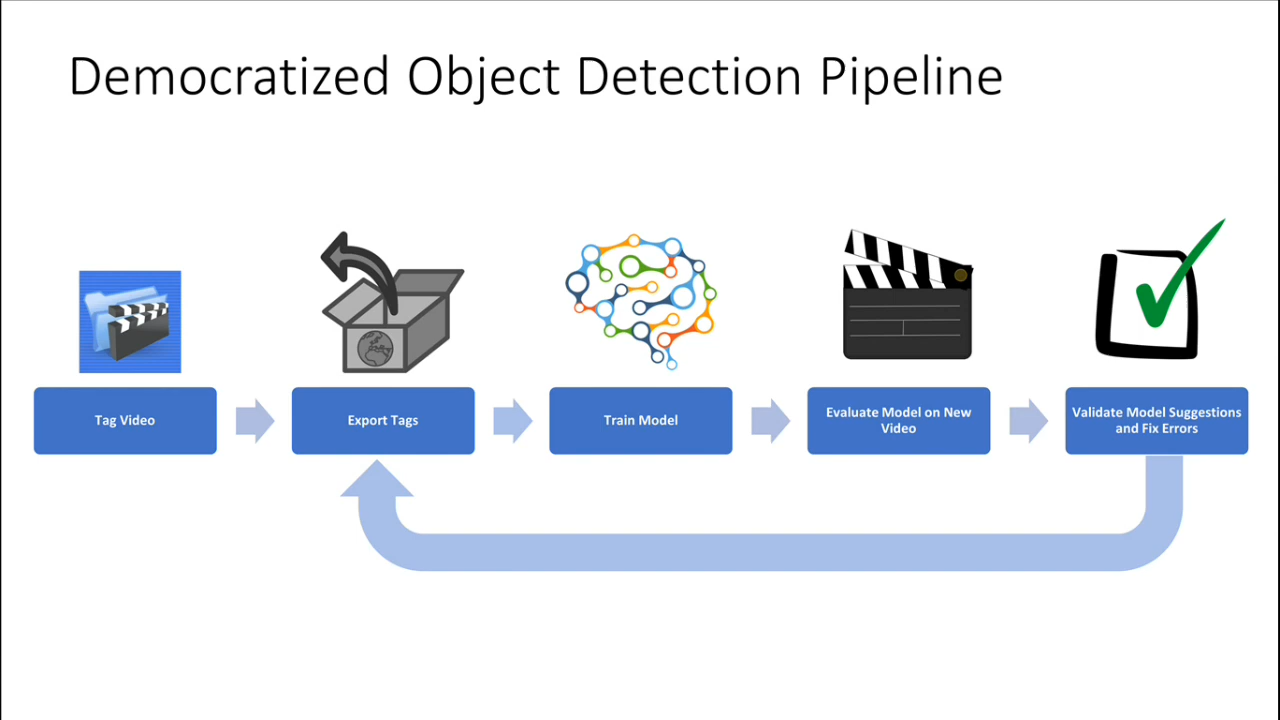 Democratized Object Detection Pipeline
Tag Video
Export Tags
Train Model
Evaluate Model on New
Video
Validate Model Suggestions
and Fix Errors